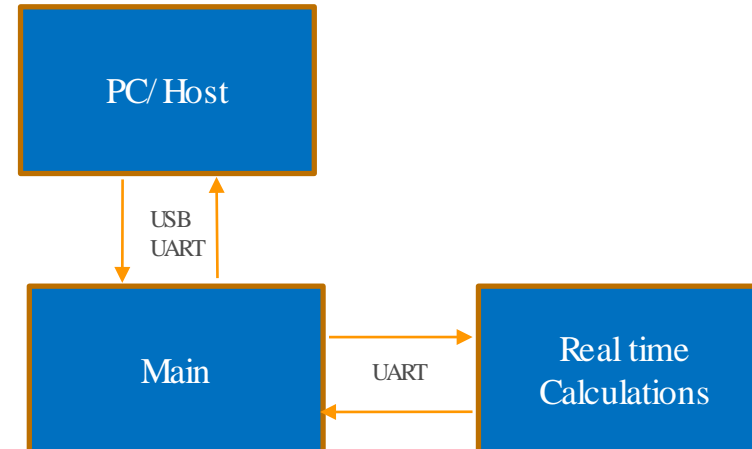 PC/Host
USB
UART
Main
UART
Real time
Calculations